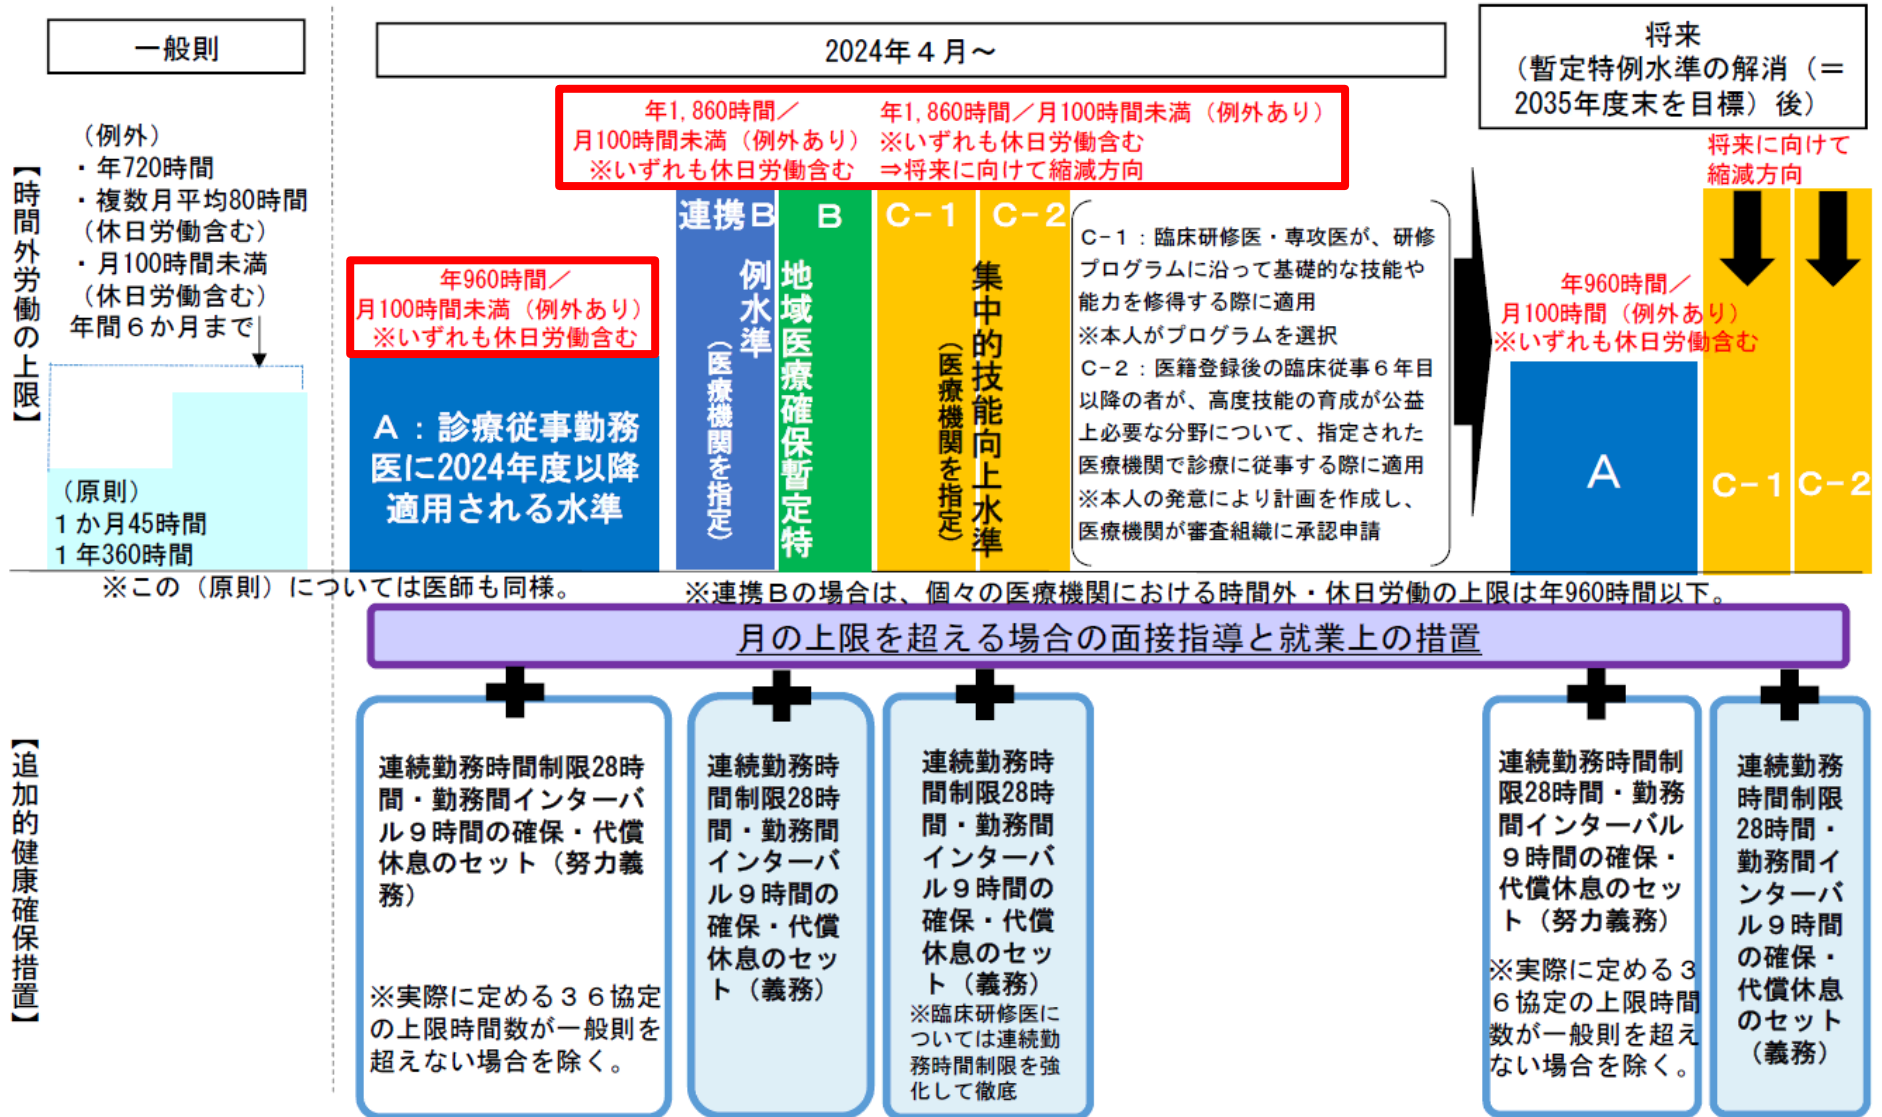 一般則
2024年４月～
将来
（暫定特例水準の解消（＝
2035年度末を目標）後）
【時間外労働の上限】
（例外）
・年720時間
・複数月平均80時間
（休日労働含む）
・月100時間未満
（休日労働含む）
年間６か月まで
（原則）
１か月45時間
１年360時間
※この（原則）については医師も同様。
年960時間／
月100時間未満（例外あり）
※いずれも休日労働含む
Ａ：診療従事勤務
医に2024年度以降
適用される水準
年1,860時間／
月100時間未満（例外あり）
※いずれも休日労働含む
年1,860時間／月100時間未満（例外あり）
※いずれも休日労働含む
⇒将来に向けて縮減方向
連携Ｂ
Ｂ
地域医療確保暫定特
例水準
（医療機関を指定）
Ｃ-１
Ｃ-２
集中的技能向上水準
（医療機関を指定）
Ｃ-１：臨床研修医・専攻医が、研修
プログラムに沿って基礎的な技能や
能力を修得する際に適用
※本人がプログラムを選択
Ｃ-２：医籍登録後の臨床従事６年目
以降の者が、高度技能の育成が公益
上必要な分野について、指定された
医療機関で診療に従事する際に適用
※本人の発意により計画を作成し、
医療機関が審査組織に承認申請
※連携Ｂの場合は、個々の医療機関における時間外・休日労働の上限は年960時間以下。
将来に向けて
縮減方向
年960時間／
月100時間（例外あり）
※いずれも休日労働含む
Ａ
Ｃ-１
Ｃ-２
月の上限を超える場合の面接指導と就業上の措置
【追加的健康確保措置】
連続勤務時間制限28時
間・勤務間インターバ
ル９時間の確保・代償
休息のセット（努力義
務）
※実際に定める３６協定
の上限時間数が一般則を
超えない場合を除く。
連続勤務時
間制限28時
間・勤務間
インターバ
ル９時間の
確保・代償
休息のセッ
ト（義務）
連続勤務時
間制限28時
間・勤務間
インターバ
ル９時間の
確保・代償
休息のセッ
ト（義務）
※臨床研修医に
ついては連続勤
務時間制限を強
化して徹底
連続勤務時間制
限28時間・勤務
間インターバル
９時間の確保・
代償休息のセッ
ト（努力義務）
※実際に定める３
６協定の上限時間
数が一般則を超え
ない場合を除く。
連続勤務
時間制限
28時間・
勤務間イ
ンターバ
ル９時間
の確保・
代償休息
のセット
（義務）